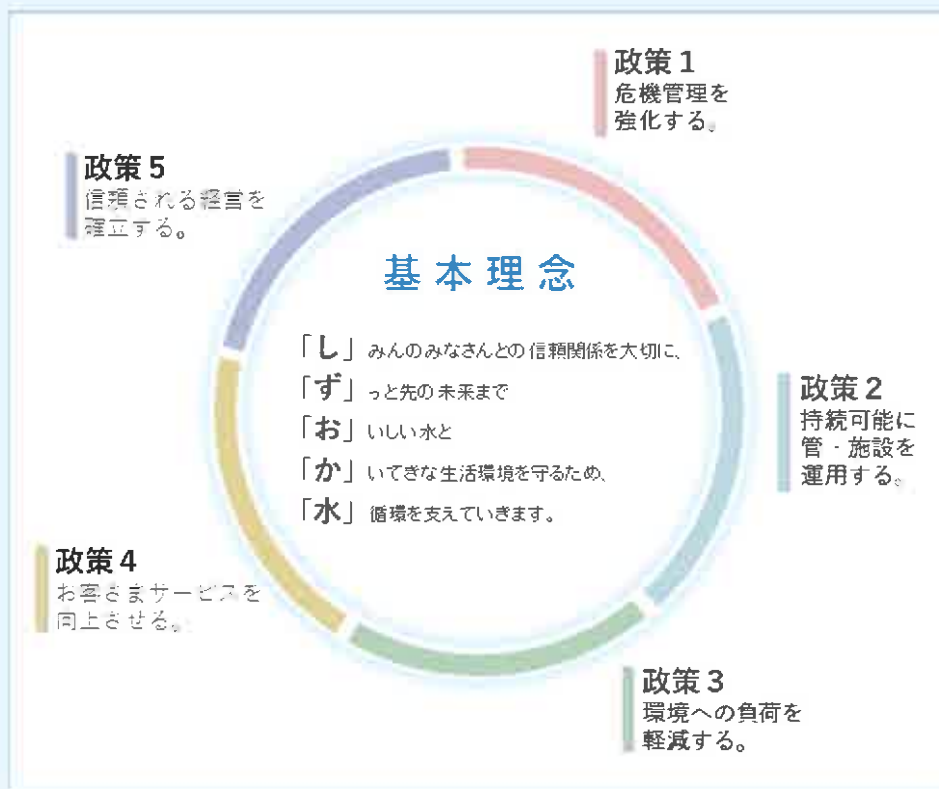 政策1
危機管理を
強化する。
政策5
信頼される経営を
確立する。
基本理念
「し」みんのみなさんとの信頼関係を大切に、
「ず」っと先の未来まで
「お」いしい水と
「か」いてきな生活環境を守るため、
「水」循環を支えていきます。
政策2
持続可能に
管・施設を
運用する。
政策4
お客さまサービスを
向上させる。
政策3
環境への負荷を
軽減する。